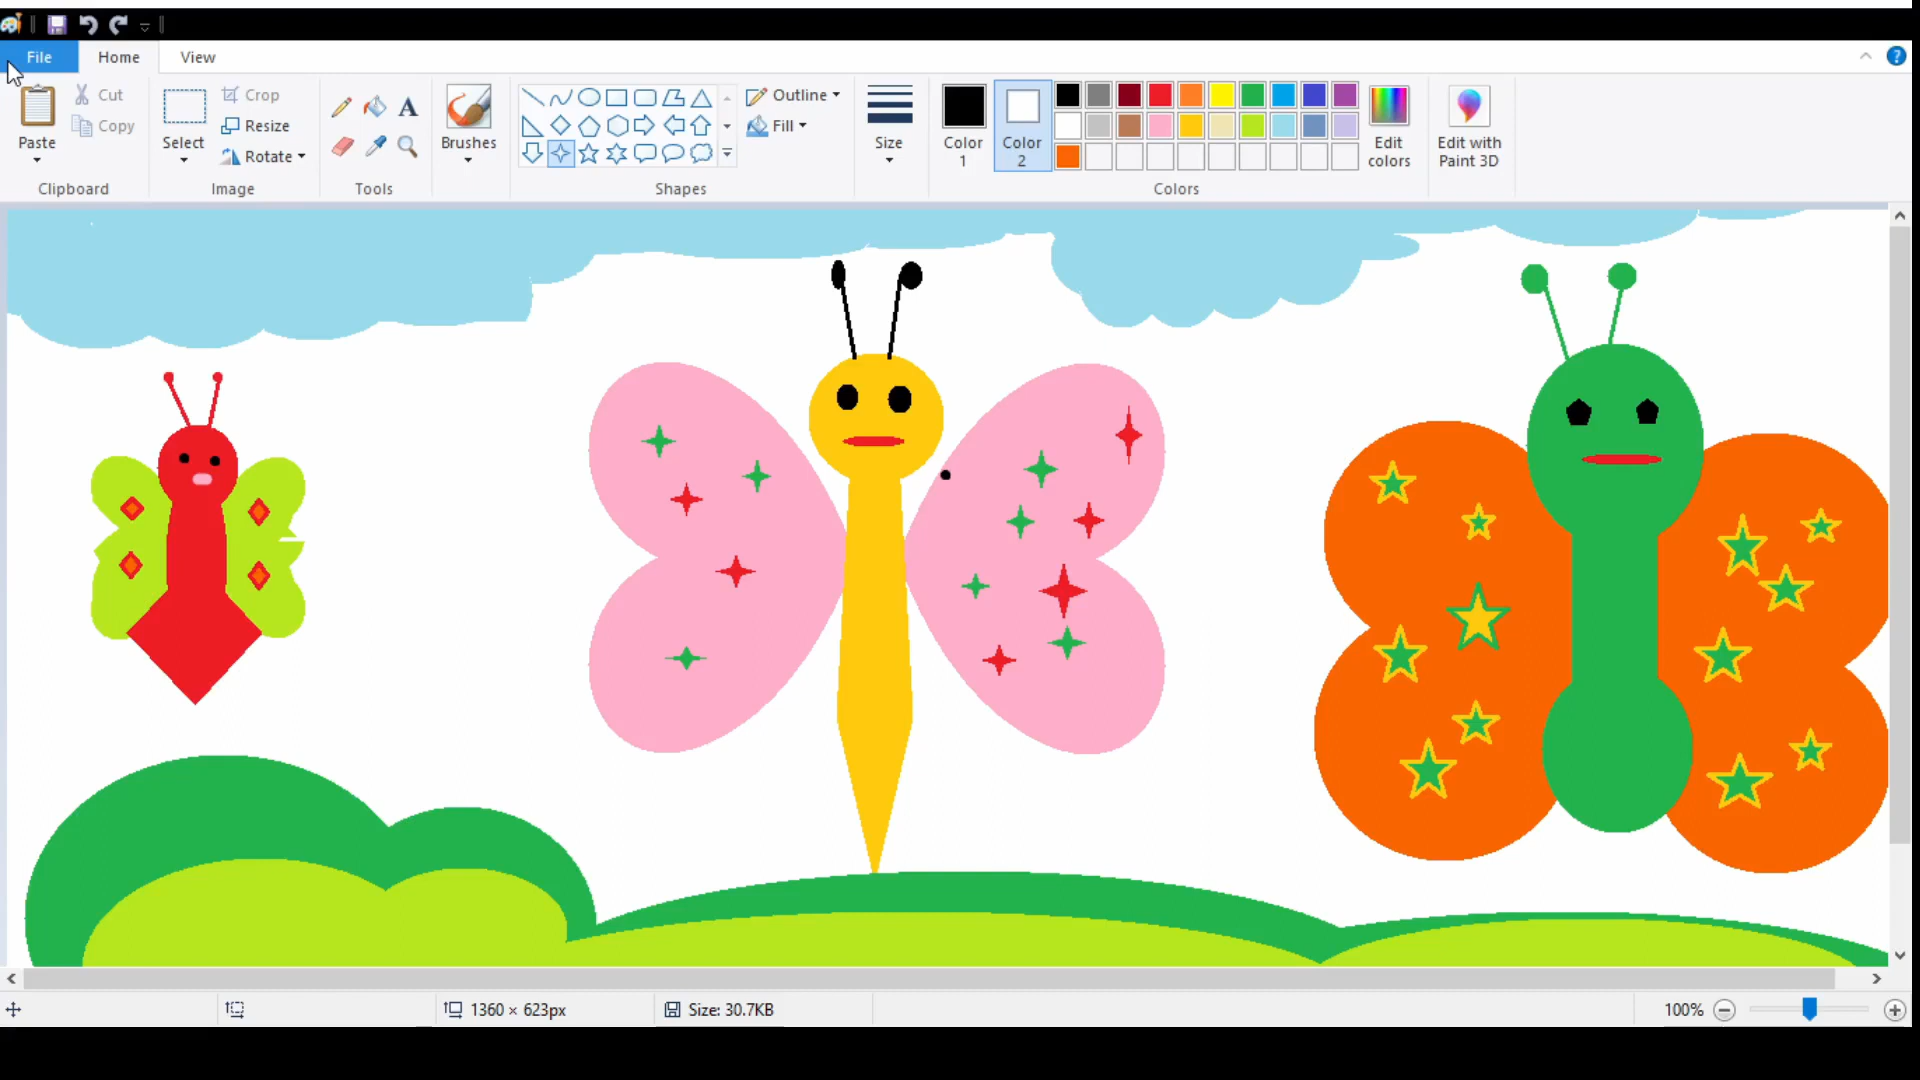 File Home View
Paste
Cut
Copy
Clipboard
Select
Crop
Resize
Rotate
Image
A
Tools
Brushes
Shapes
Outline
Fill
Size
Color
1
Color
2
Edit
colors
Colors
Edit with
Paint 3D
?
1360 × 623px
Size: 30.7KB
100%